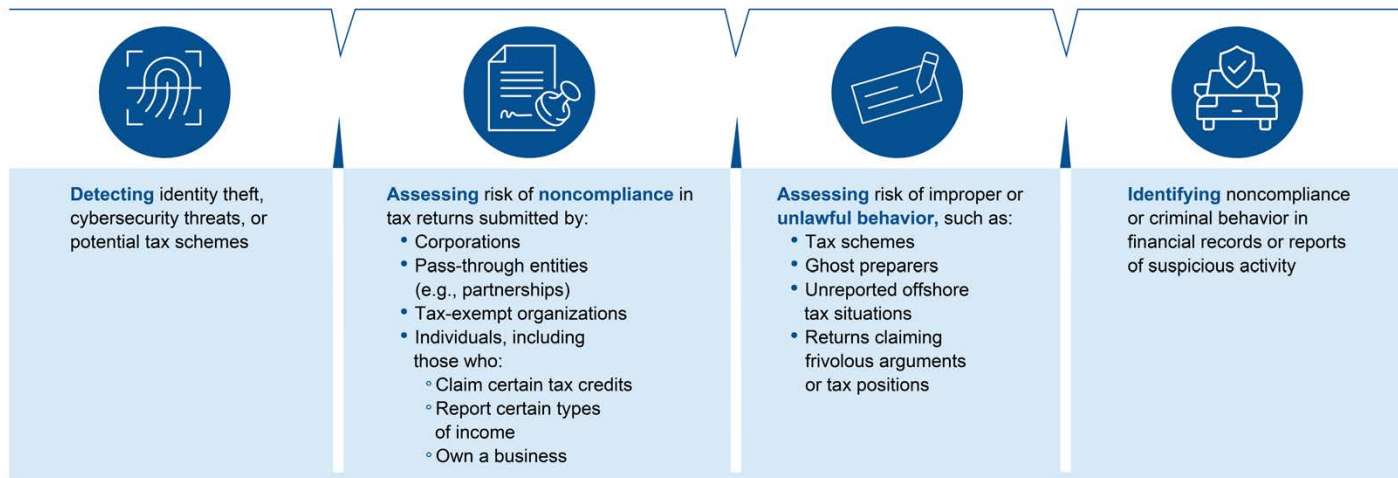 Detecting identity theft,
cybersecurity threats, or
potential tax schemes
Assessing risk of noncompliance in
tax returns submitted by:
• Corporations
• Pass-through entities
(e.g., partnerships)
• Tax-exempt organizations
• Individuals, including
those who:
◦ Claim certain tax credits
◦ Report certain types
of income
◦ Own a business
Assessing risk of improper or
unlawful behavior, such as:
• Tax schemes
• Ghost preparers
• Unreported offshore
tax situations
• Returns claiming
frivolous arguments
or tax positions
Identifying noncompliance
or criminal behavior in
financial records or reports
of suspicious activity